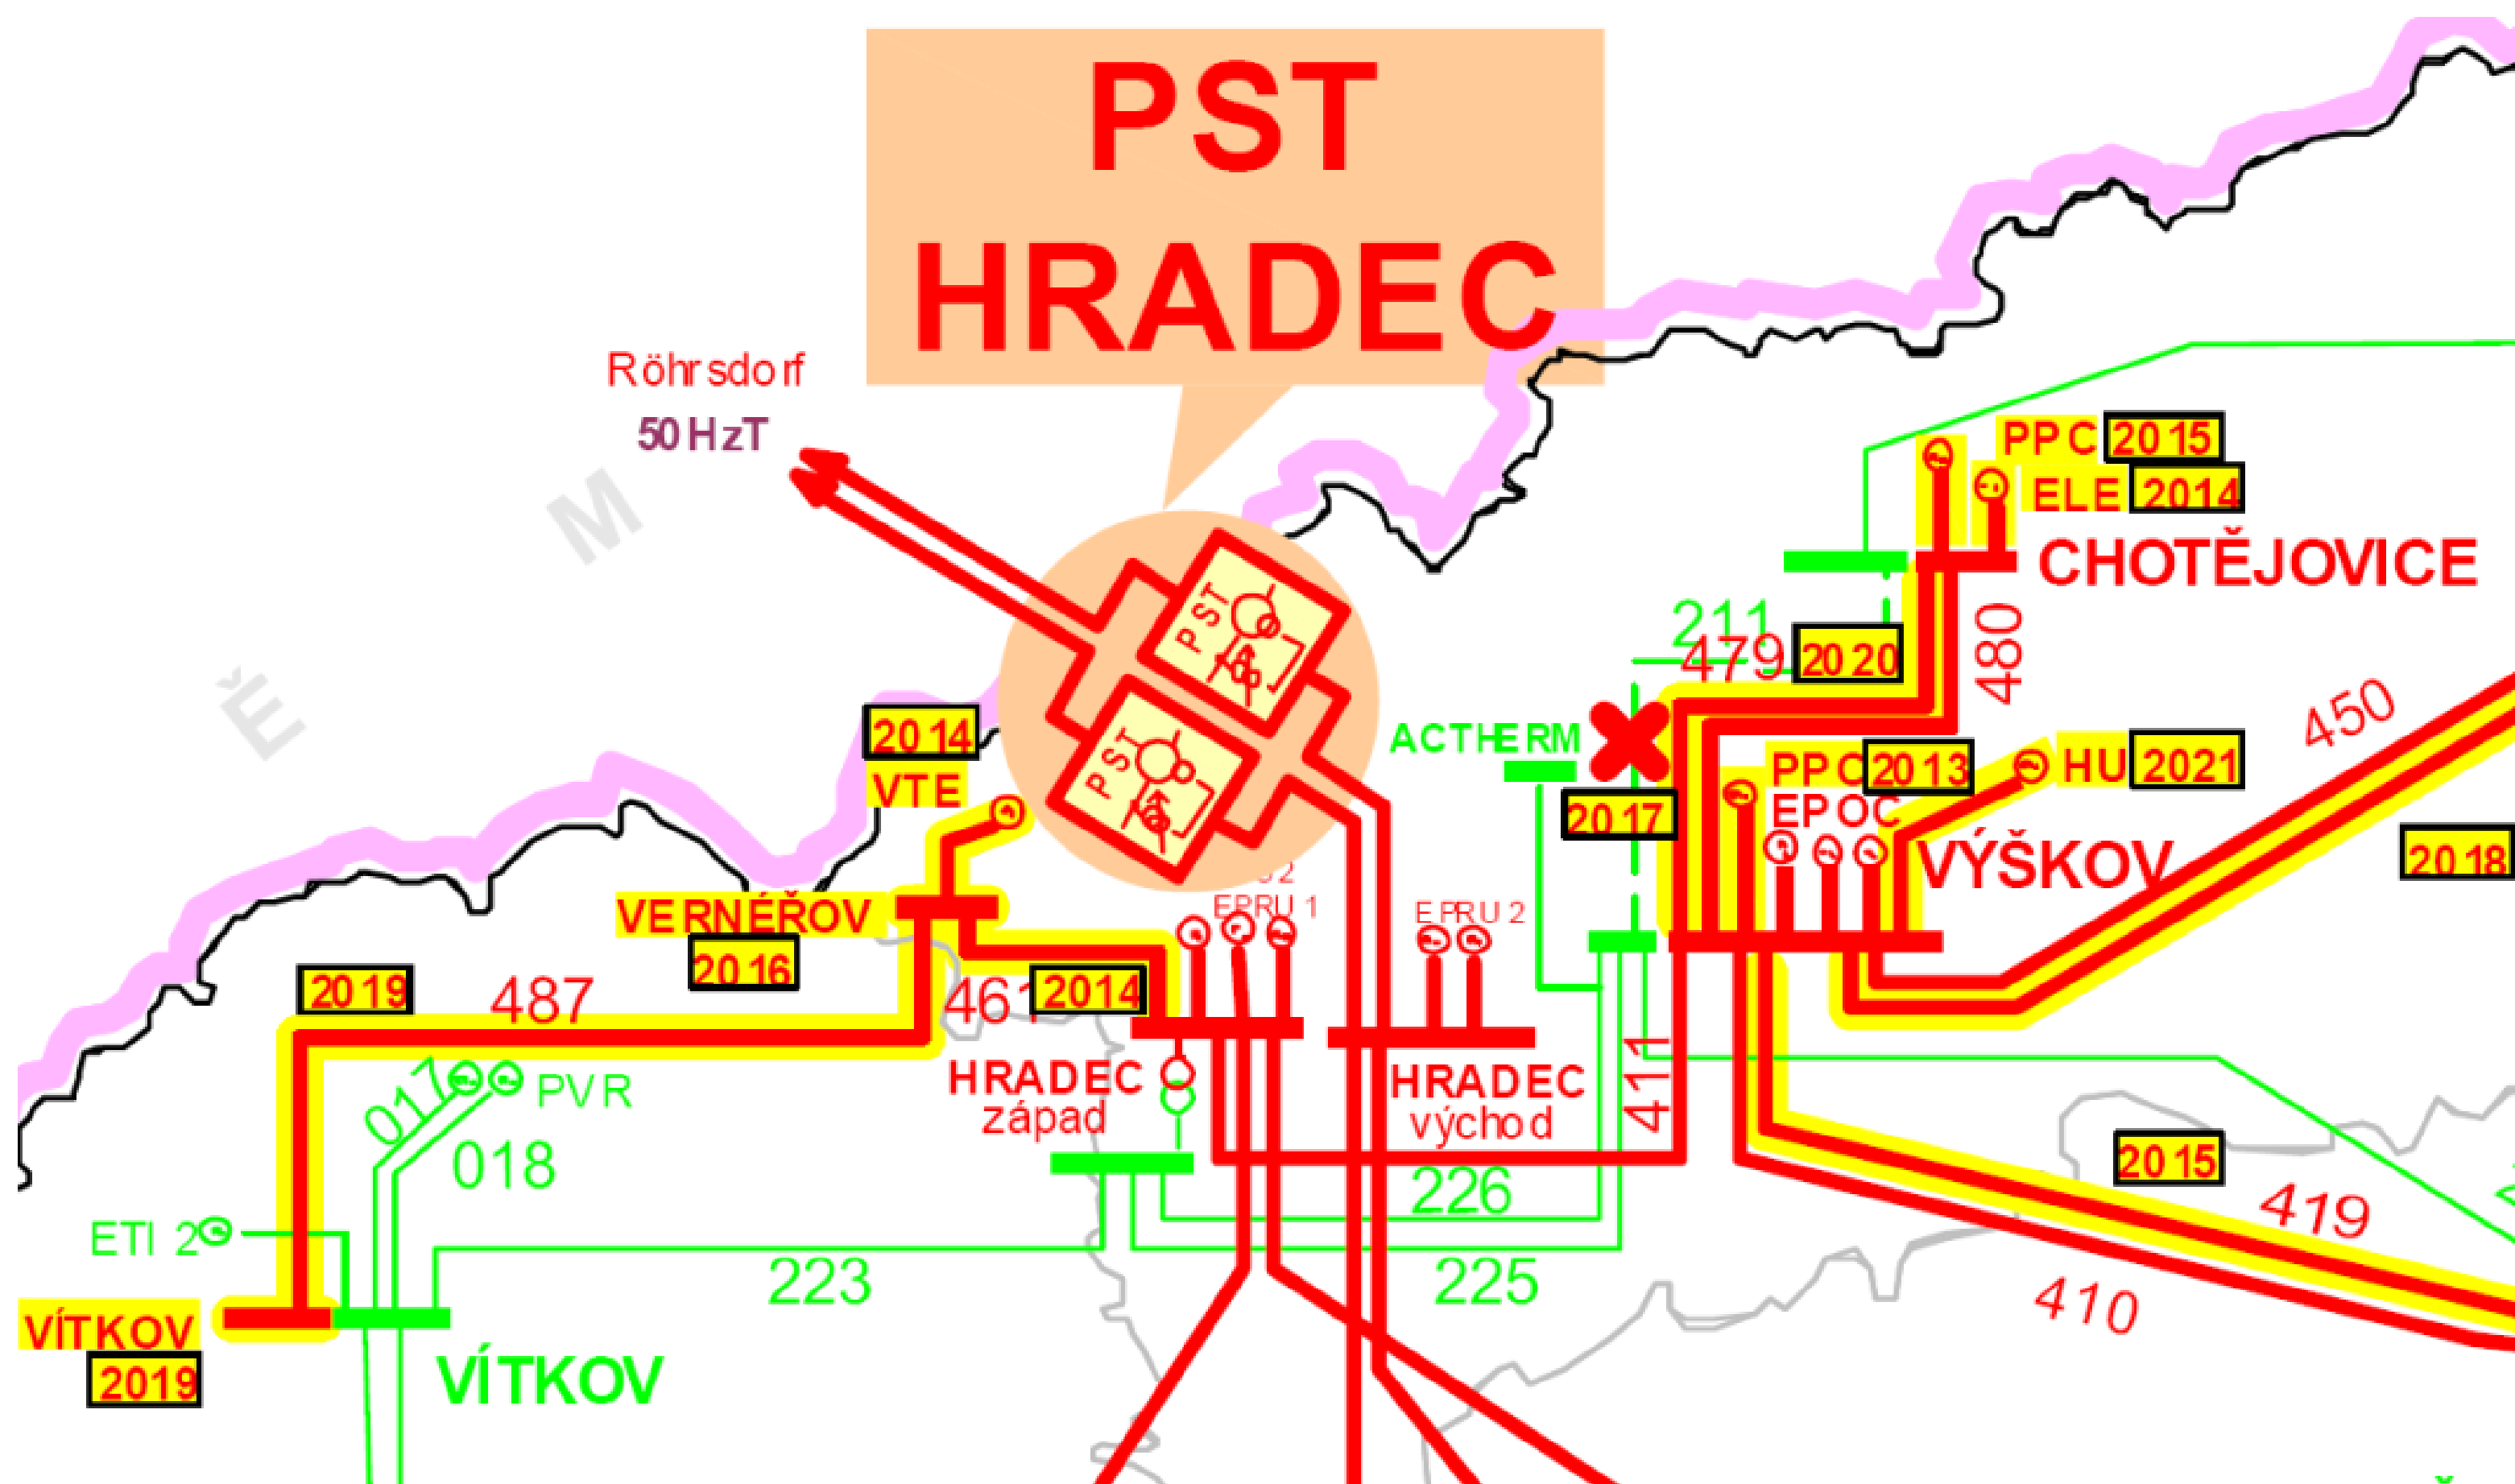 PST
HRADEC
Röhrsdorf
50HzT
M
Ě
PPC 2015
ELE 2014
CHOTĚJOVICE
211
479 2020
480
450
PST
PST
2014
VTE
ACTHERM
2017
PPC 2013
EPOC
HU 2021
VÝŠKOV
2018
VERNÉŘOV
2016
EPRU 1
EPRU 2
2019
487
461 2014
HRADEC
západ
HRADEC
východ
411
017
PVR
018
226
2015
419
ETI 2
223
225
410
VÍTKOV
2019
VÍTKOV